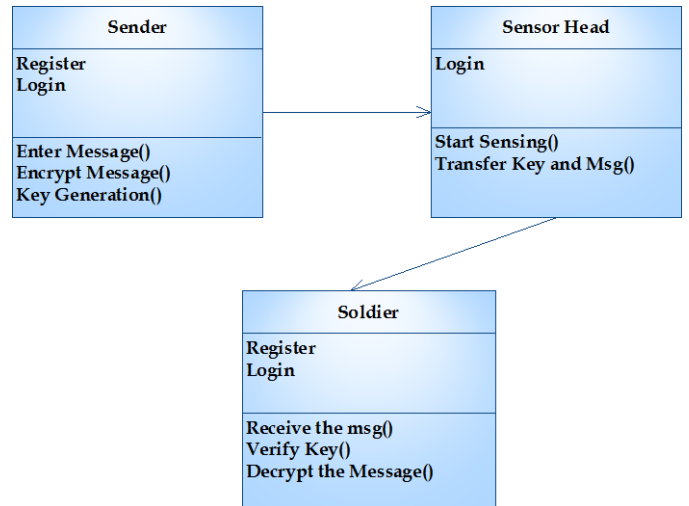 Sender
Register
Login
Enter Message()
Encrypt Message()
Key Generation()
Sensor Head
Login
Start Sensing()
Transfer Key and Msg()
Soldier
Register
Login
Receive the msg()
Verify Key()
Decrypt the Message()